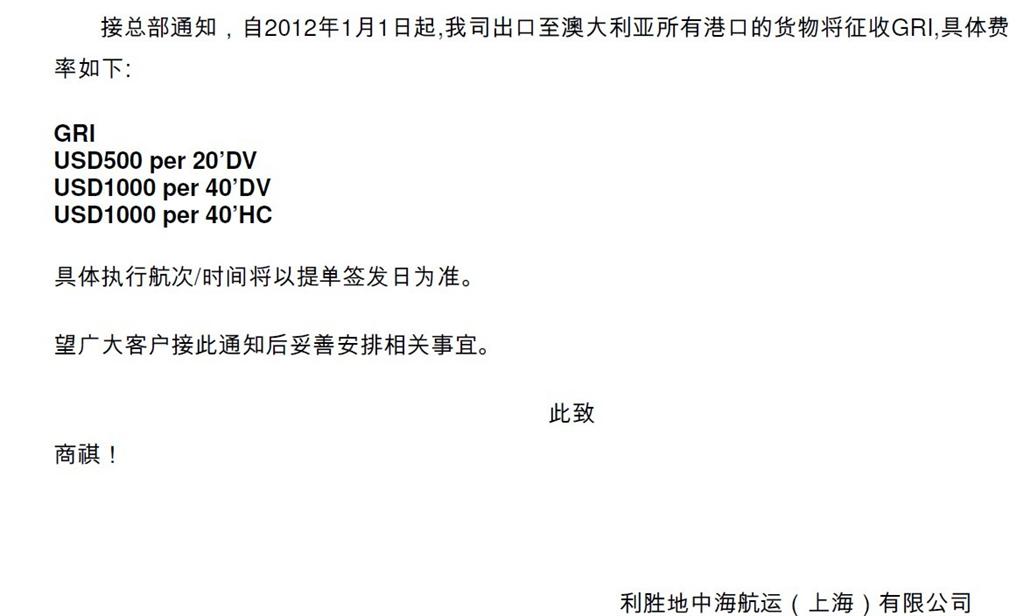 接总部通知，自2012年1月1日起,我司出口至澳大利亚所有港口的货物将征收GRI,具体费
率如下:
GRI
USD500 per 20’DV
USD1000 per 40’DV
USD1000 per 40’HC
具体执行航次/时间将以提单签发日为准。
望广大客户接此通知后妥善安排相关事宜。
此致
商祺！
利胜地中海航运（上海）有限公司